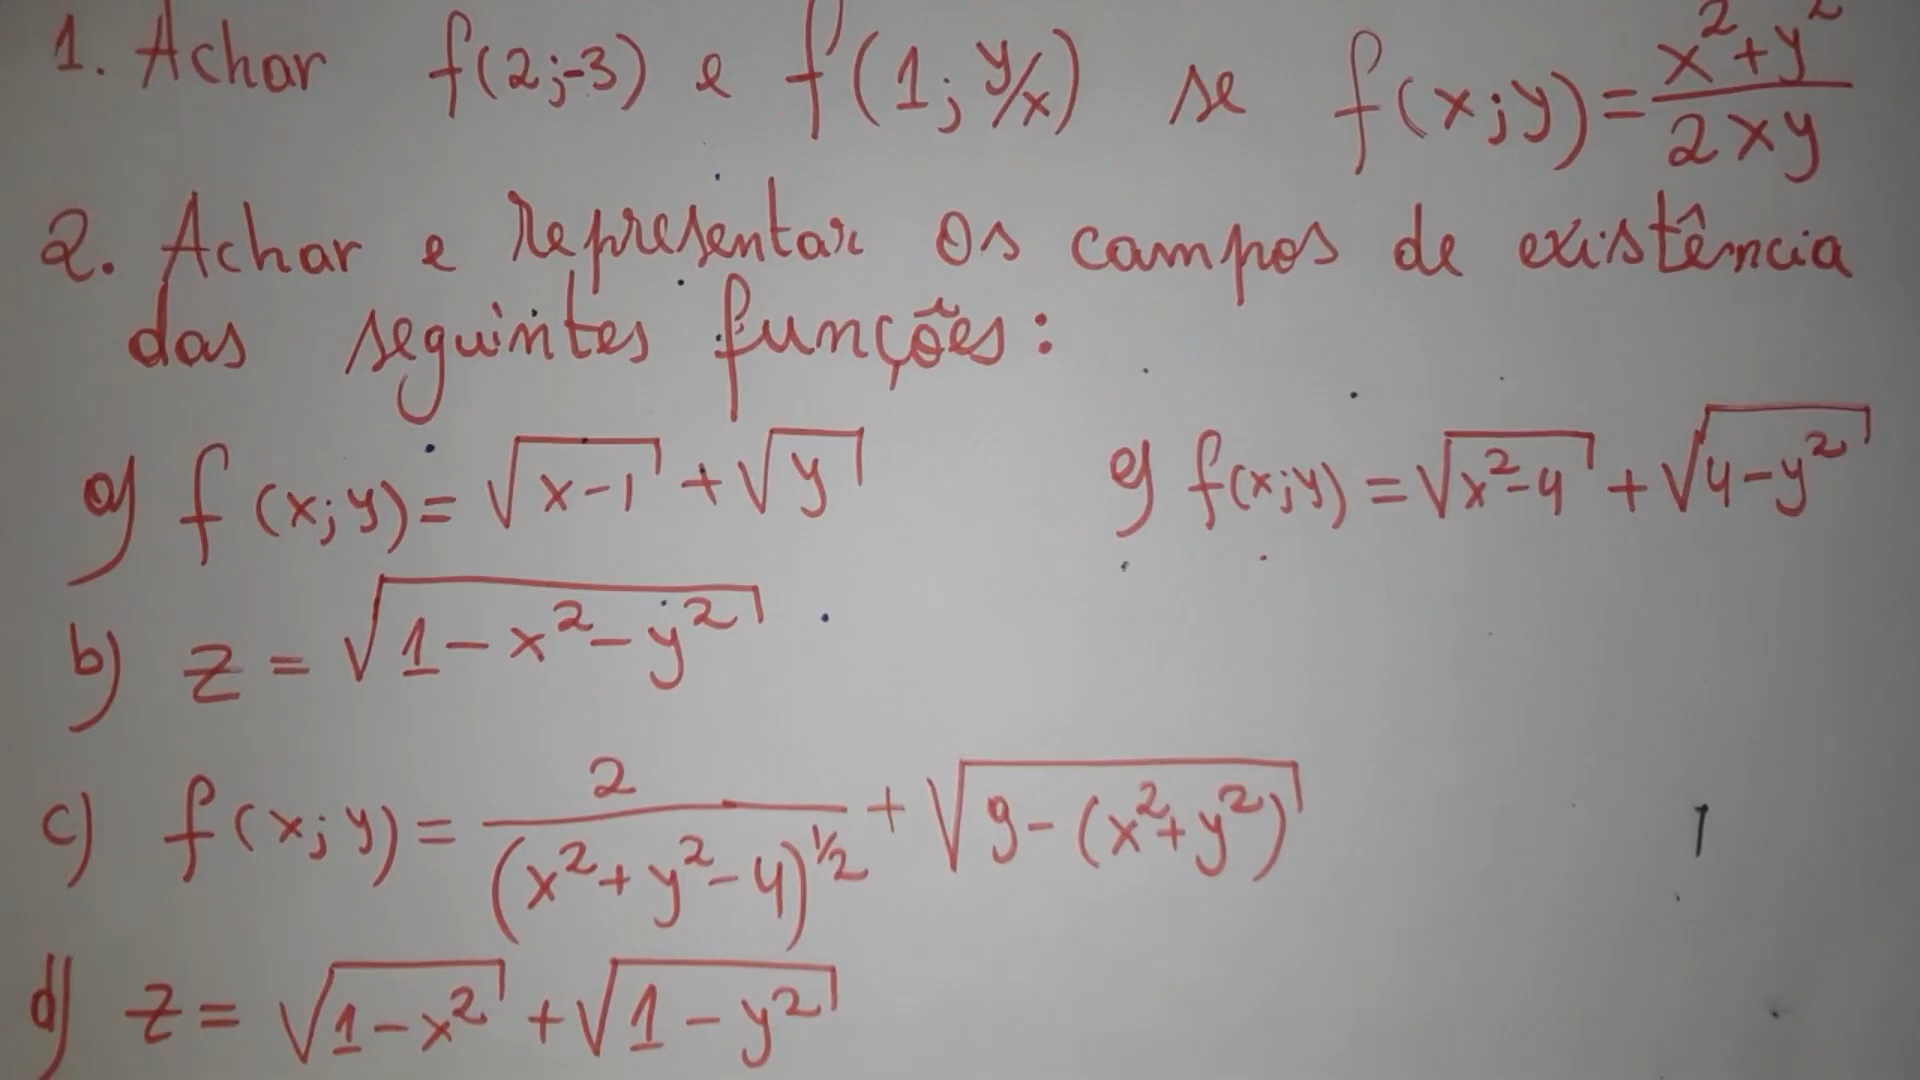 1. Achar f(2;-3) e f(1; y/x) se f(x;y)= x²+y² / 2xy
2. Achar e representar os campos de existência
das seguintes funções:
a) f(x;y)= √x-1 + √y
e) f(x;y) = √x²-4 + √4-y²
b) z = √1-x²-y²
c) f(x;y) = 2 / (x²+y²-4)^1/2 + √9-(x²+y²)
d) z = √1-x² + √1-y²